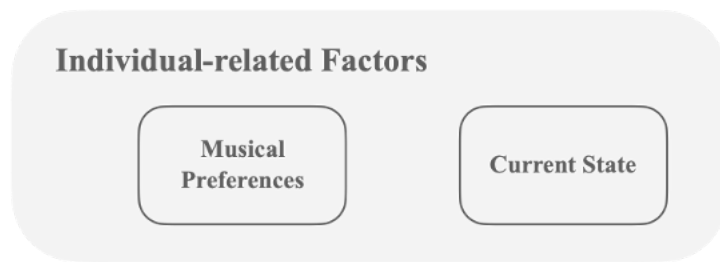 Individual-related Factors
Musical
Preferences
Current State